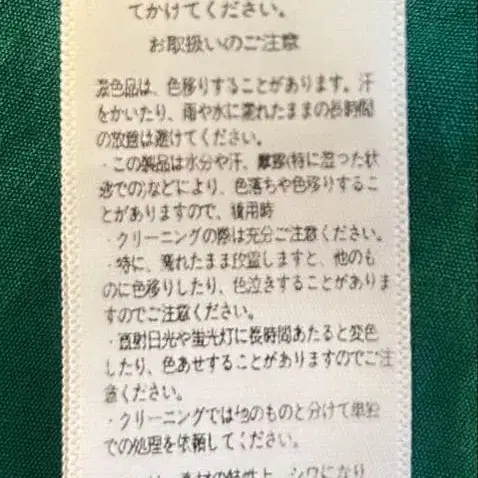 てかけてください。
お取扱いのご注意
濃色品は、色移りすることがあります。汗
をかいたり、雨や水に濡れたままの長時間
の放置は避けてください。
・この製品は水分や汗、摩擦(特に湿った状
態での)などにより、色落ちや色移りするこ
とがありますので、着用時
・クリーニングの際は充分ご注意ください。
・特に、濡れたまま放置しますと、他のも
のに色移りしたり、色泣きすることがありま
すのでご注意ください。
・直射日光や蛍光灯に長時間あたると変色
したり、色あせすることがありますのでご注
意ください。
・クリーニングでは他のものと分けて単独
での処理を依頼してください。
素材の特性上、シワになり